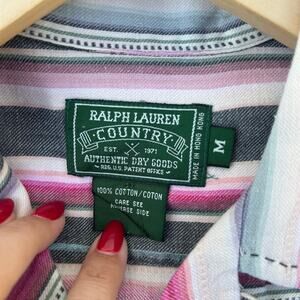 RALPH LAUREN
COUNTRY
EST. 1971
AUTHENTIC DRY GOODS
REG. U.S. PATENT OFFICE
MADE IN HONG KONG
M
100% COTTON/COTON
CARE SEE
REVERSE SIDE